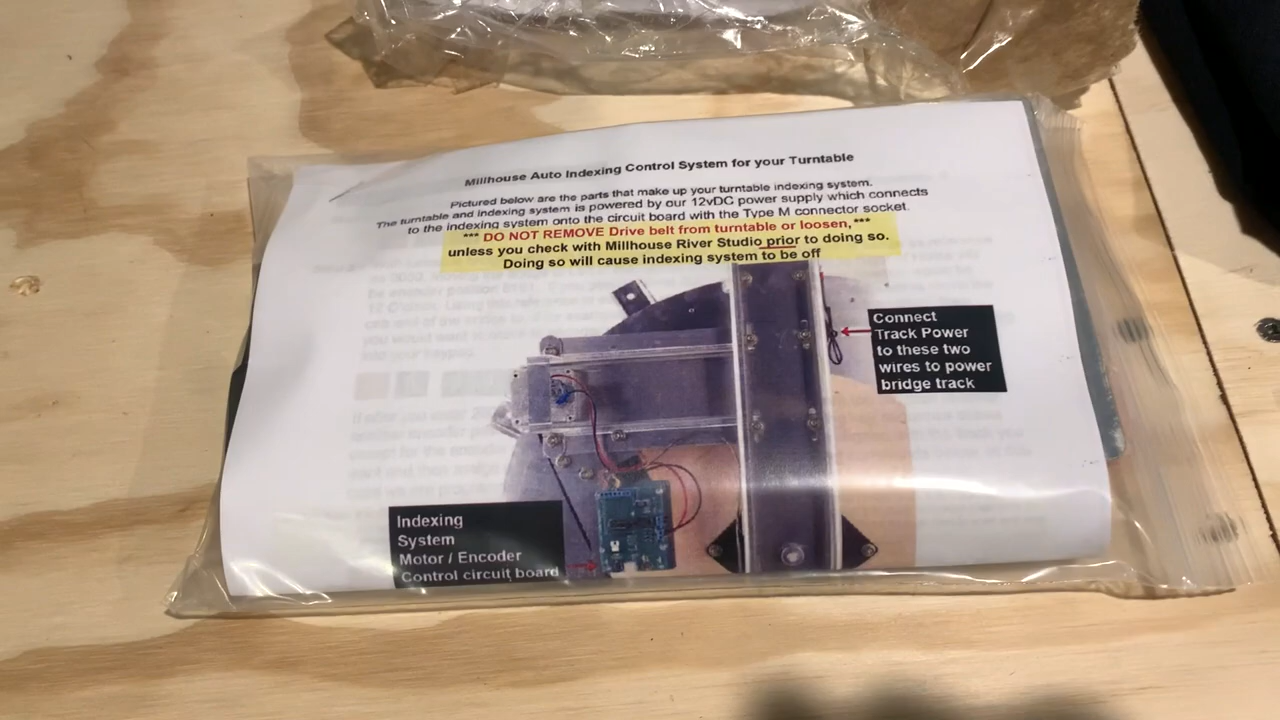 Millhouse Auto Indexing Control System for your Turntable
Pictured below are the parts that make up your turntable indexing system.
The turntable and indexing system is powered by our 12vDC power supply which connects
to the indexing system onto the circuit board with the Type M connector socket.
*** DO NOT REMOVE Drive belt from turntable or loosen, ***
unless you check with Millhouse River Studio prior to doing so.
Doing so will cause indexing system to be off
Connect
Track Power
to these two
wires to power
bridge track
Indexing
System
Motor / Encoder
Control circuit board